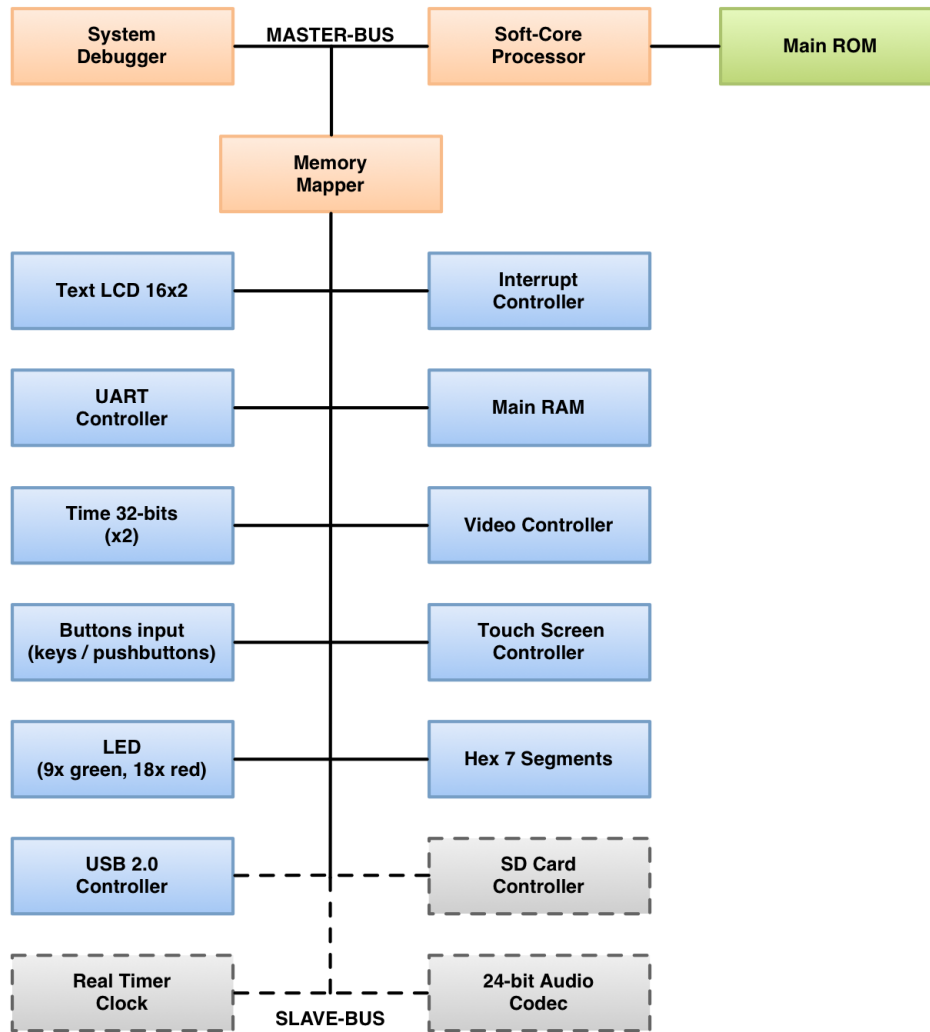 System
Debugger
MASTER-BUS
Soft-Core
Processor
Main ROM
Memory
Mapper
Text LCD 16x2
Interrupt
Controller
UART
Controller
Main RAM
Time 32-bits
(x2)
Video Controller
Buttons input
(keys / pushbuttons)
Touch Screen
Controller
LED
(9x green, 18x red)
Hex 7 Segments
USB 2.0
Controller
SD Card
Controller
Real Timer
Clock
24-bit Audio
Codec
SLAVE-BUS